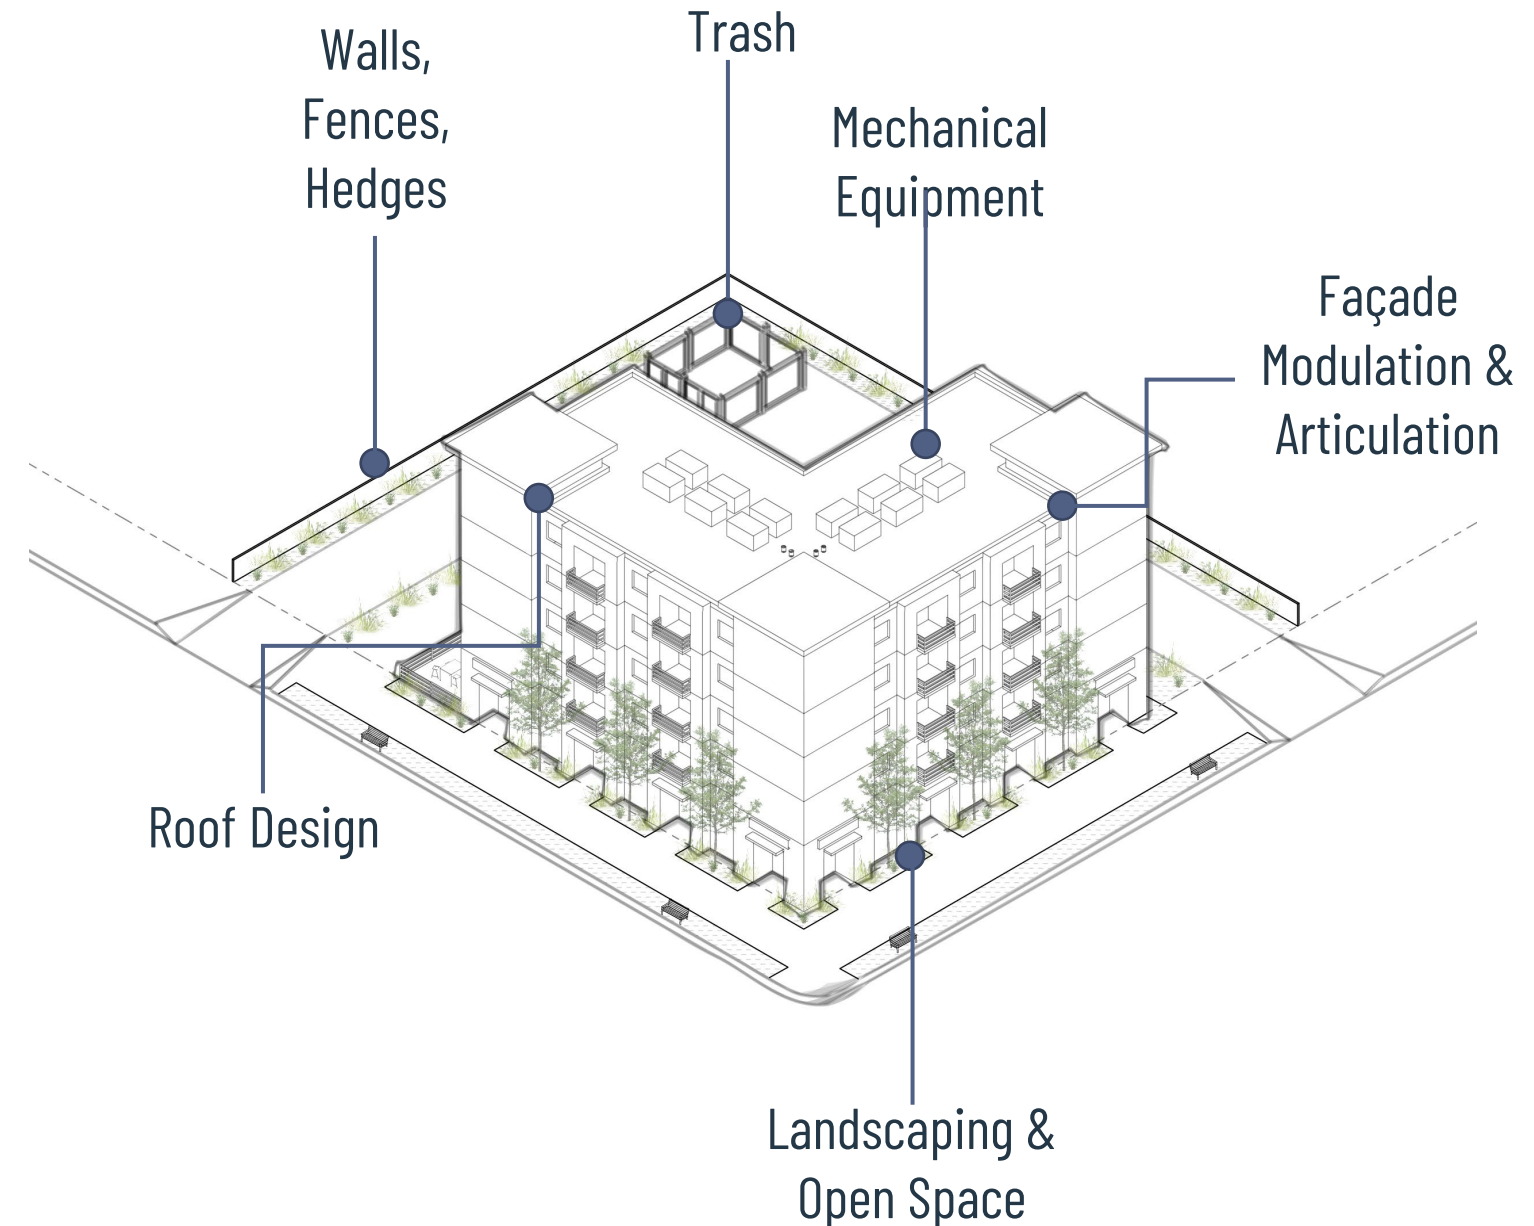 Trash
Walls,
Fences,
Hedges
Mechanical
Equipment
Façade
Modulation &
Articulation
Roof Design
Landscaping &
Open Space